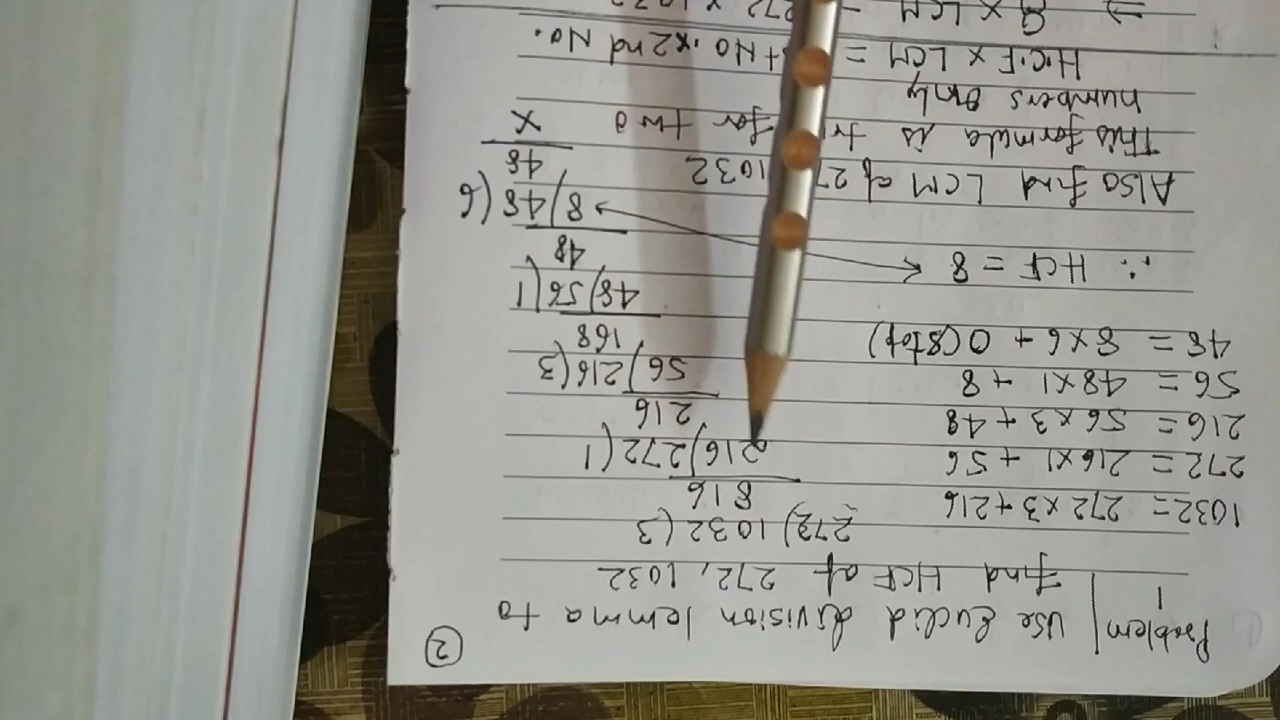 2
Problem 1 Use Euclid division lemma to
find HCF of 272, 1032
272) 1032 (3
1032 = 272 x 3 + 216
816
272 = 216 x 1 + 56
216) 272 (1
216 = 56 x 3 + 48
216
56 = 48 x 1 + 8
56) 216 (3
48 = 8 x 6 + 0 (stop)
168
48) 56 (1
∴ HCF = 8
48
8) 48 (6
Also find LCM of 1032
48
This formula is for two
X
numbers only
H.C.F x LCM = No. x 2nd No.
⇒ 8 x LCM =